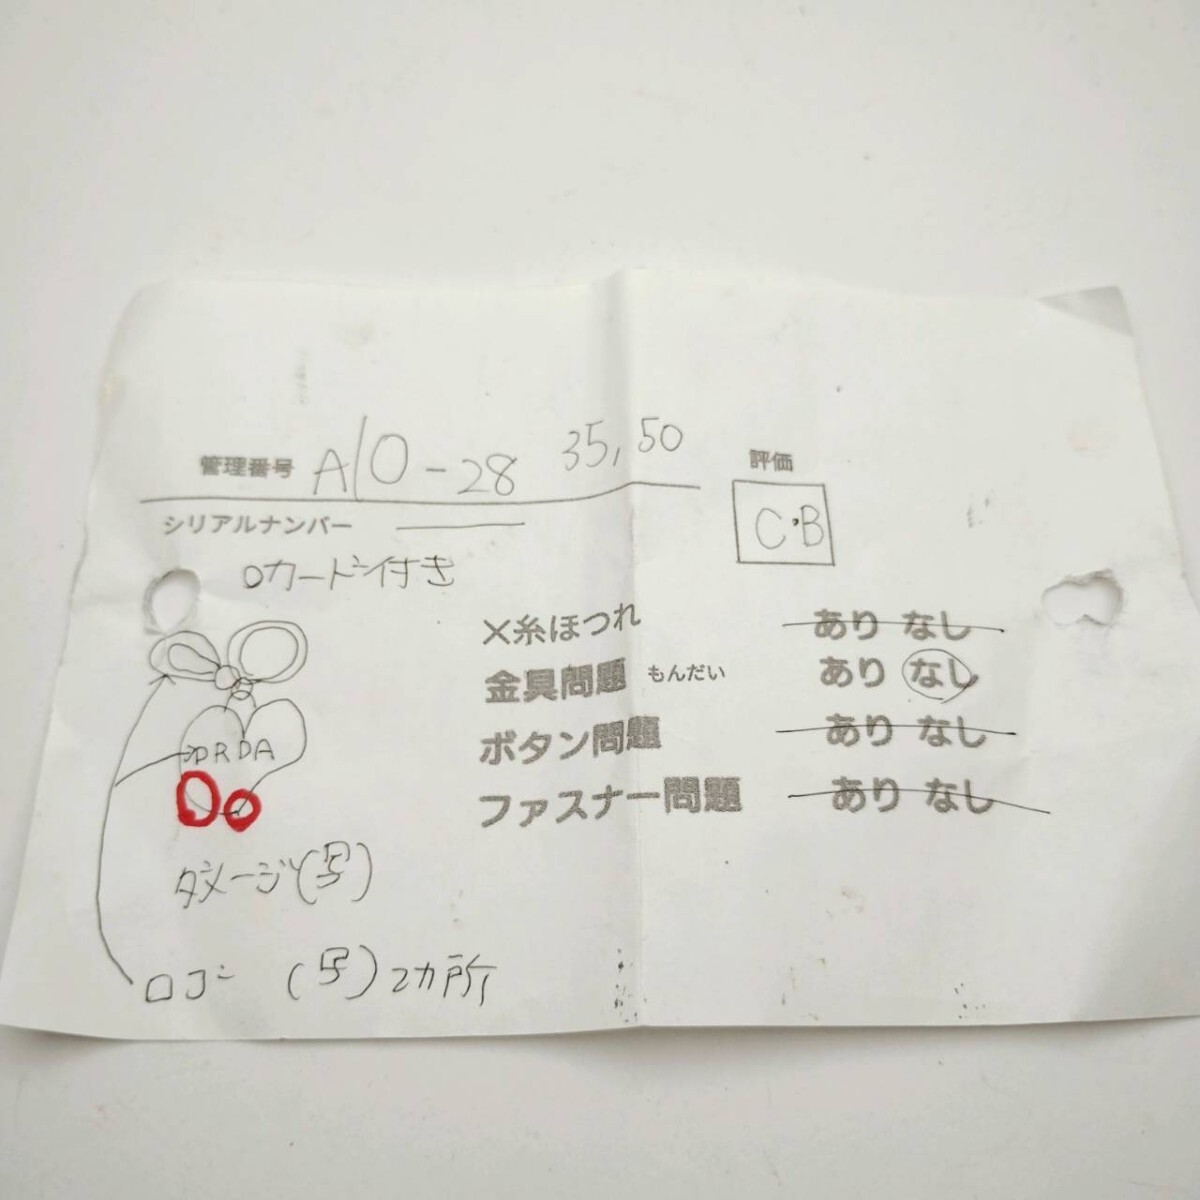 管理番号 A10-28 35,50
評価
シリアルナンバー
C・B
カード付き
×糸ほつれ あり なし
金具問題 もんだい あり なし
ボタン問題 あり なし
PRDA
ファスナー問題 あり なし
ダメージ(写)
ロゴ (写)2カ所